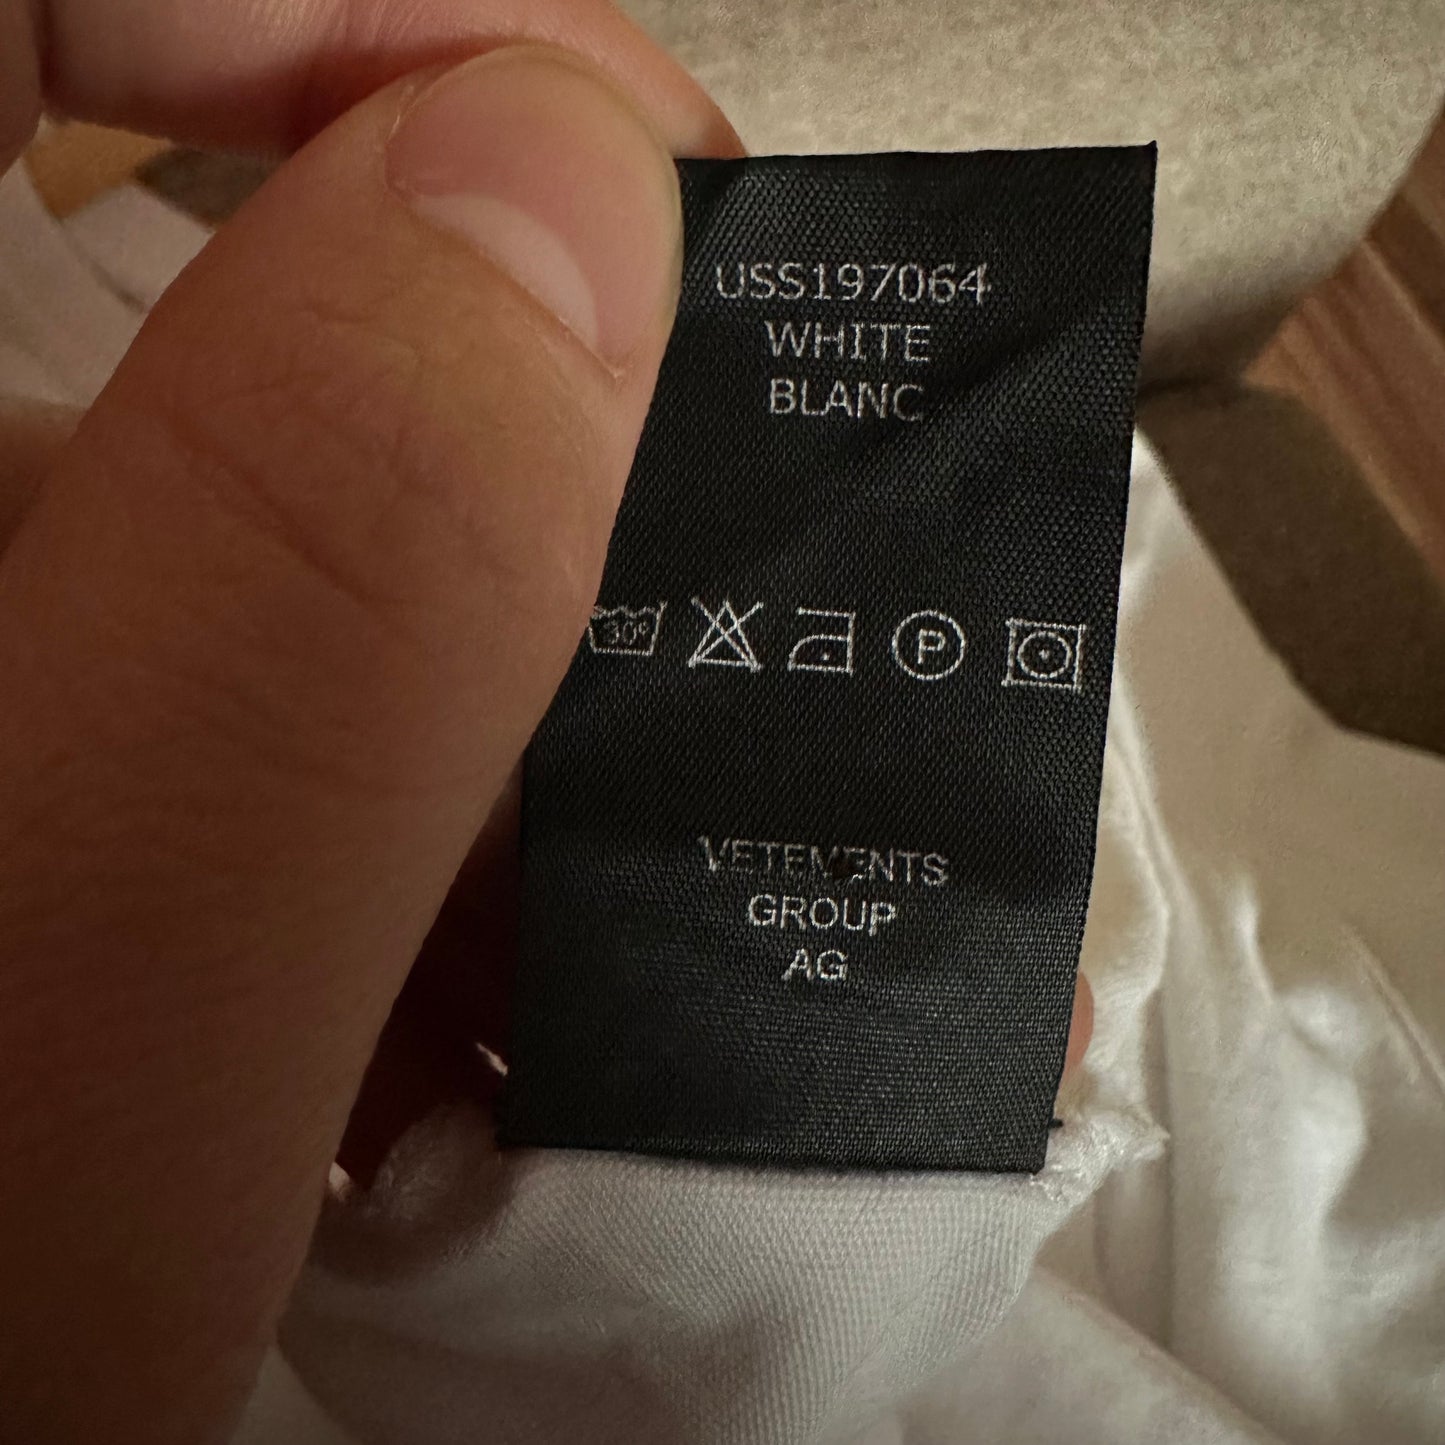 USS197064
WHITE
BLANC
30°
P
VETEMENTS
GROUP
AG